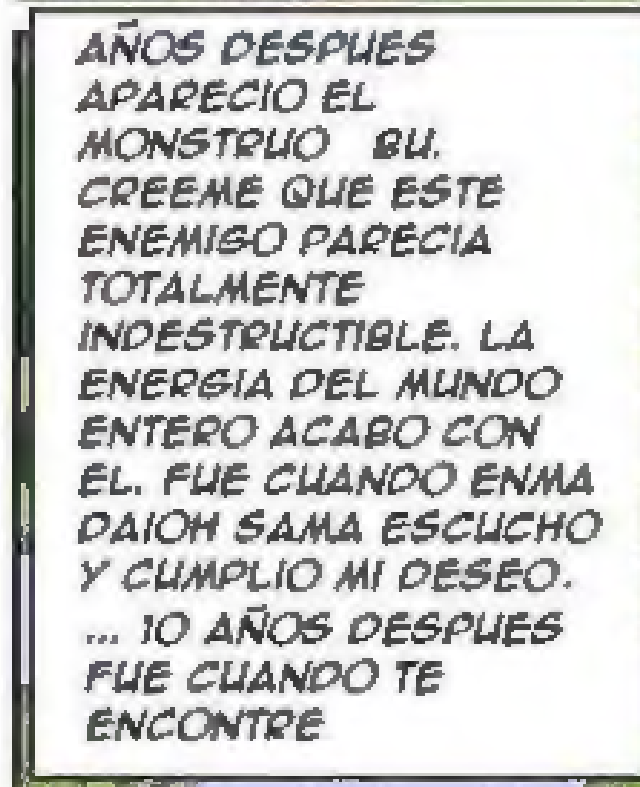 AÑOS DESPUES
APARECIO EL
MONSTRUO BU.
CREEME QUE ESTE
ENEMIGO PARECIA
TOTALMENTE
INDESTRUCTIBLE. LA
ENERGIA DEL MUNDO
ENTERO ACABO CON
EL. FUE CUANDO ENMA
DAIOH SAMA ESCUCHO
Y CUMPLIO MI DESEO.
... 10 AÑOS DESPUES
FUE CUANDO TE
ENCONTRE